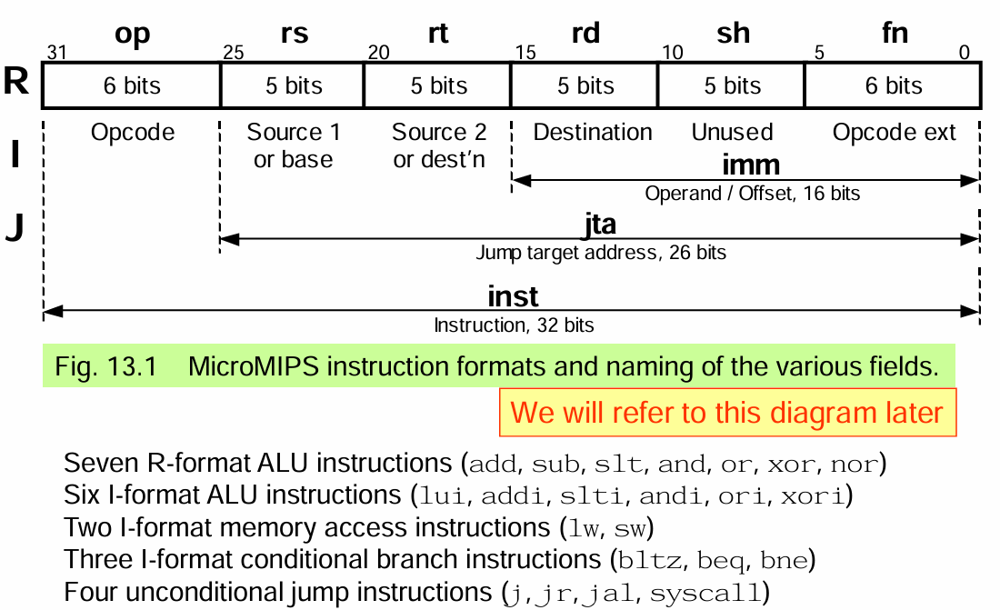 op rs rt rd sh fn
31 25 20 15 10 5 0
R 6 bits 5 bits 5 bits 5 bits 5 bits 6 bits
I Opcode Source 1 or base Source 2 or dest'n Destination Unused Opcode ext
imm
Operand / Offset, 16 bits
J jta
Jump target address, 26 bits
inst
Instruction, 32 bits
Fig. 13.1 MicroMIPS instruction formats and naming of the various fields.
We will refer to this diagram later
Seven R-format ALU instructions (add, sub, slt, and, or, xor, nor)
Six I-format ALU instructions (lui, addi, slti, andi, ori, xori)
Two I-format memory access instructions (lw, sw)
Three I-format conditional branch instructions (bltz, beq, bne)
Four unconditional jump instructions (j, jr, jal, syscall)